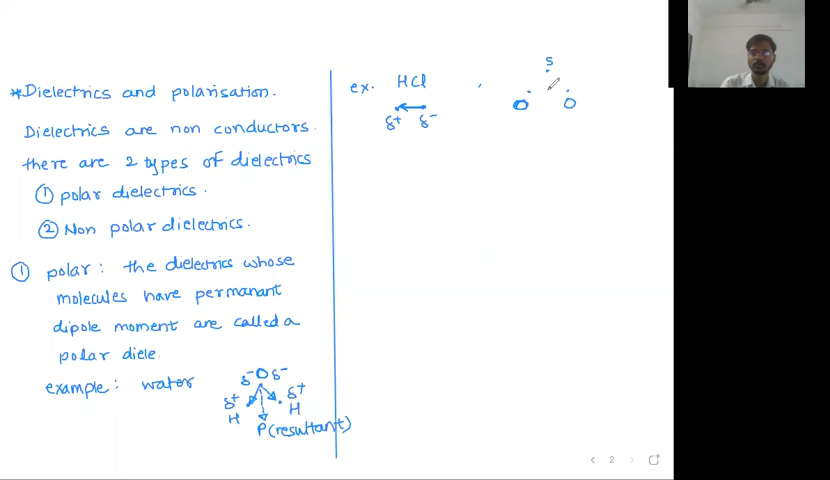 *Dielectrics and polarisation.
Dielectrics are non conductors.
there are 2 types of dielectrics
① polar dielectrics.
② Non polar dielectrics.
① polar: the dielectrics whose
molecules have permanant
dipole moment are called a
polar diele.
example: water
δ⁻ O δ⁻
δ⁺ δ⁺
H H
P(resultant)
ex. HCl
δ⁺ δ⁻
S
O O
< 2 >